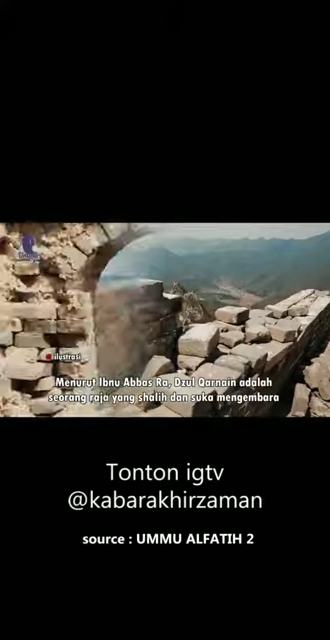 ilustrasi
Menurut Ibnu Abbas Ra, Dzul Qarnain adalah
seorang raja yang shalih dan suka mengembara
Tonton igtv
@kabarakhirzaman
source : UMMU ALFATIH 2